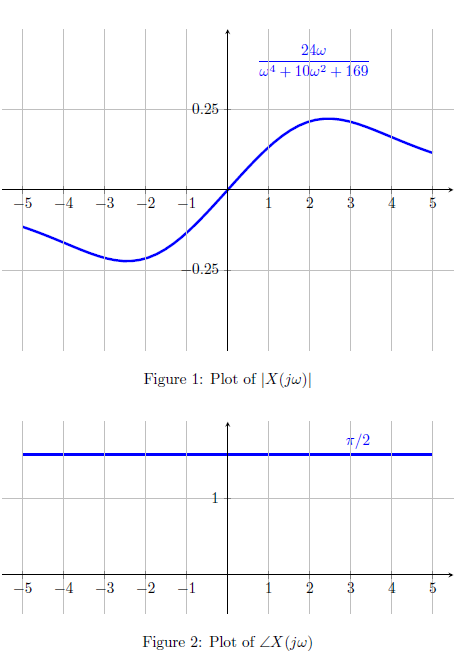 24ω
ω⁴ + 10ω² + 169
0.25
−5 −4 −3 −2 −1 1 2 3 4 5
−0.25
Figure 1: Plot of |X(jω)|
π/2
1
−5 −4 −3 −2 −1 1 2 3 4 5
Figure 2: Plot of ∠X(jω)